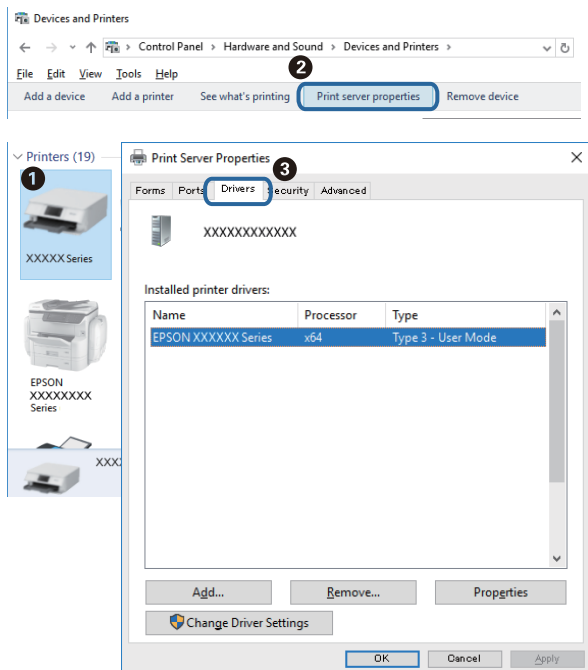 Devices and Printers
Control Panel > Hardware and Sound > Devices and Printers >
2
File Edit View Tools Help
Add a device Add a printer See what's printing Print server properties Remove device
Printers (19)
1
XXXXX Series
EPSON
XXXXXXXX
Series
XXX
Print Server Properties
3
Forms Ports Drivers ecurity Advanced
XXXXXXXXXXXX
Installed printer drivers:
Name Processor Type
EPSON XXXXXX Series x64 Type 3 - User Mode
Add... Remove... Properties
Change Driver Settings
OK Cancel Apply